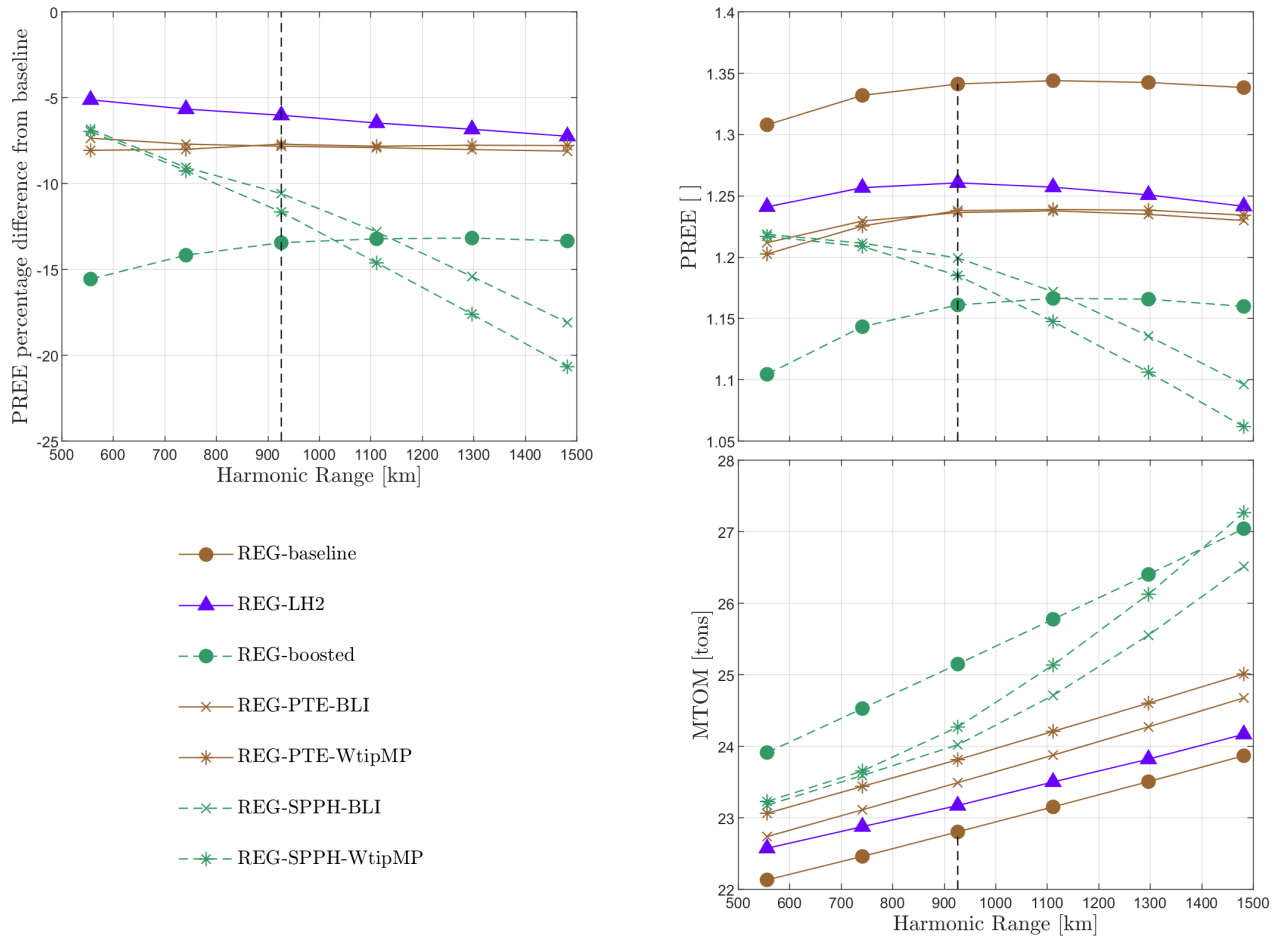 PREE percentage difference from baseline
0
-5
-10
-15
-20
-25
500 600 700 800 900 1000 1100 1200 1300 1400 1500
Harmonic Range [km]
PREE [ ]
1.4
1.35
1.3
1.25
1.2
1.15
1.1
1.05
REG-baseline
REG-LH2
REG-boosted
REG-PTE-BLI
REG-PTE-WtipMP
REG-SPPH-BLI
REG-SPPH-WtipMP
MTOM [tons]
28
27
26
25
24
23
22
500 600 700 800 900 1000 1100 1200 1300 1400 1500
Harmonic Range [km]